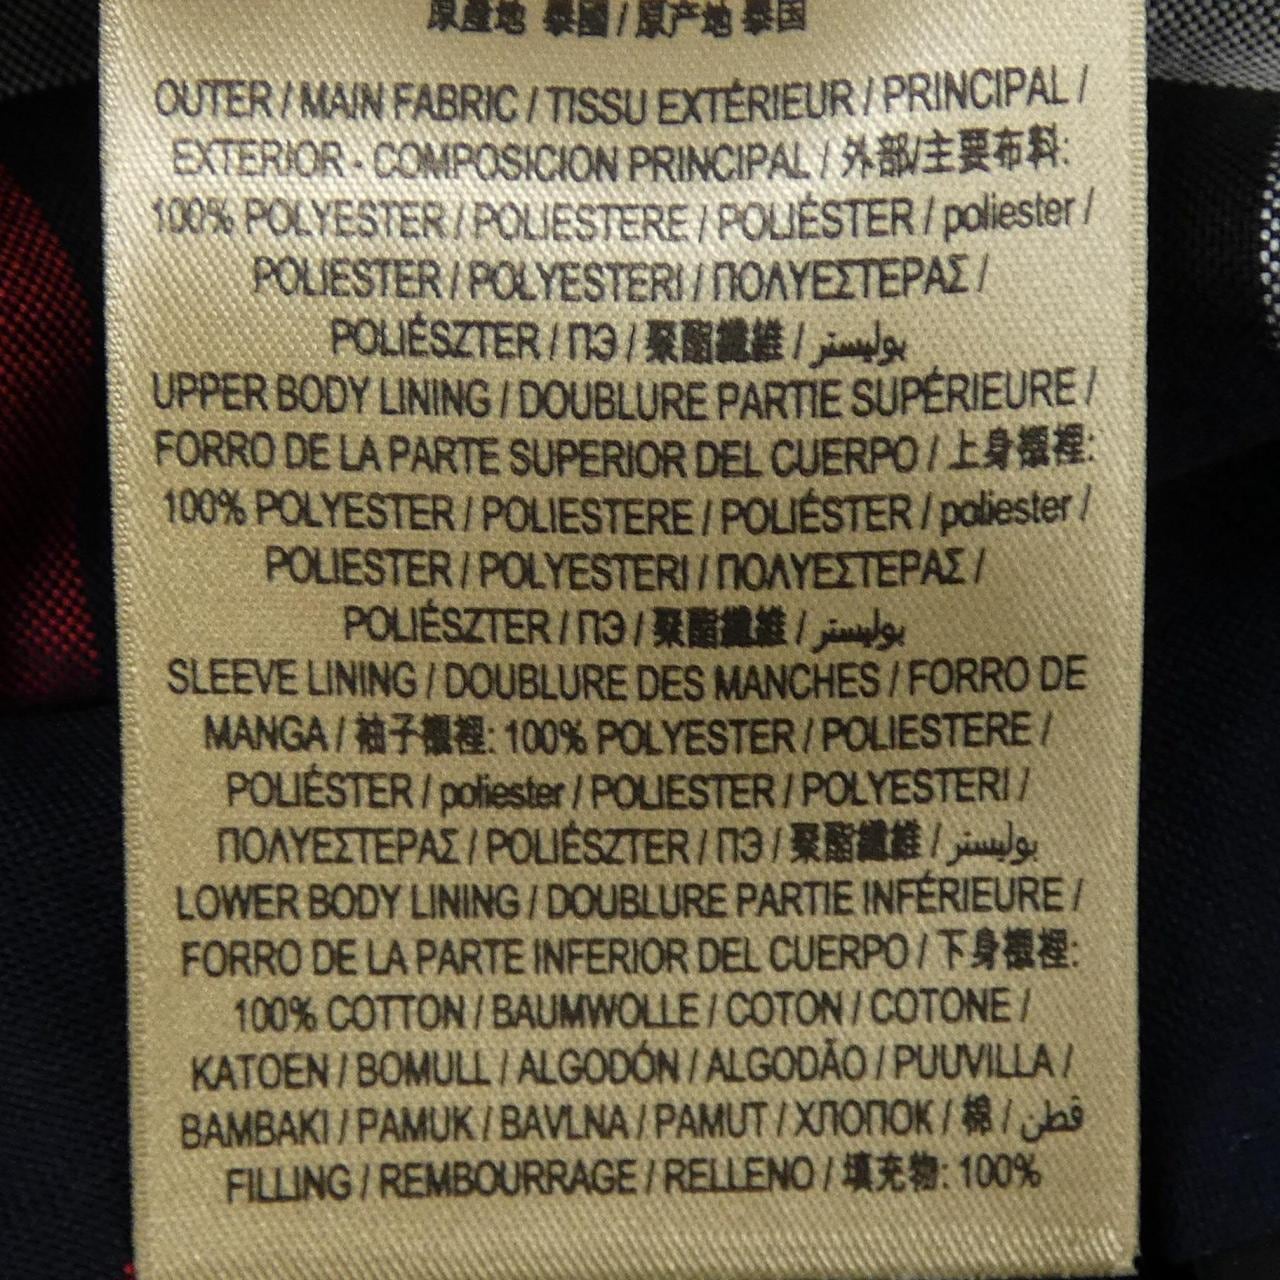 原產地 泰國 / 原产地 泰国
OUTER / MAIN FABRIC / TISSU EXTÉRIEUR / PRINCIPAL /
EXTERIOR - COMPOSICION PRINCIPAL / 外部/主要布料:
100% POLYESTER / POLIESTERE / POLIÉSTER / poliester /
POLIESTER / POLYESTERI / ΠΟΛΥΕΣΤΕΡΑΣ /
POLIÉSZTER / ПЭ / 聚酯纖維 / بوليستر
UPPER BODY LINING / DOUBLURE PARTIE SUPÉRIEURE /
FORRO DE LA PARTE SUPERIOR DEL CUERPO / 上身襯裡:
100% POLYESTER / POLIESTERE / POLIÉSTER / poliester /
POLIESTER / POLYESTERI / ΠΟΛΥΕΣΤΕΡΑΣ /
POLIÉSZTER / ПЭ / 聚酯纖維 / بوليستر
SLEEVE LINING / DOUBLURE DES MANCHES / FORRO DE
MANGA / 袖子襯裡: 100% POLYESTER / POLIESTERE /
POLIÉSTER / poliester / POLIESTER / POLYESTERI /
ΠΟΛΥΕΣΤΕΡΑΣ / POLIÉSZTER / ПЭ / 聚酯纖維 / بوليستر
LOWER BODY LINING / DOUBLURE PARTIE INFÉRIEURE /
FORRO DE LA PARTE INFERIOR DEL CUERPO / 下身襯裡:
100% COTTON / BAUMWOLLE / COTON / COTONE /
KATOEN / BOMULL / ALGODÓN / ALGODÃO / PUUVILLA /
BAMBAKI / PAMUK / BAVLNA / PAMUT / ХЛОПОК / 棉 / قطن
FILLING / REMBOURRAGE / RELLENO / 填充物: 100%